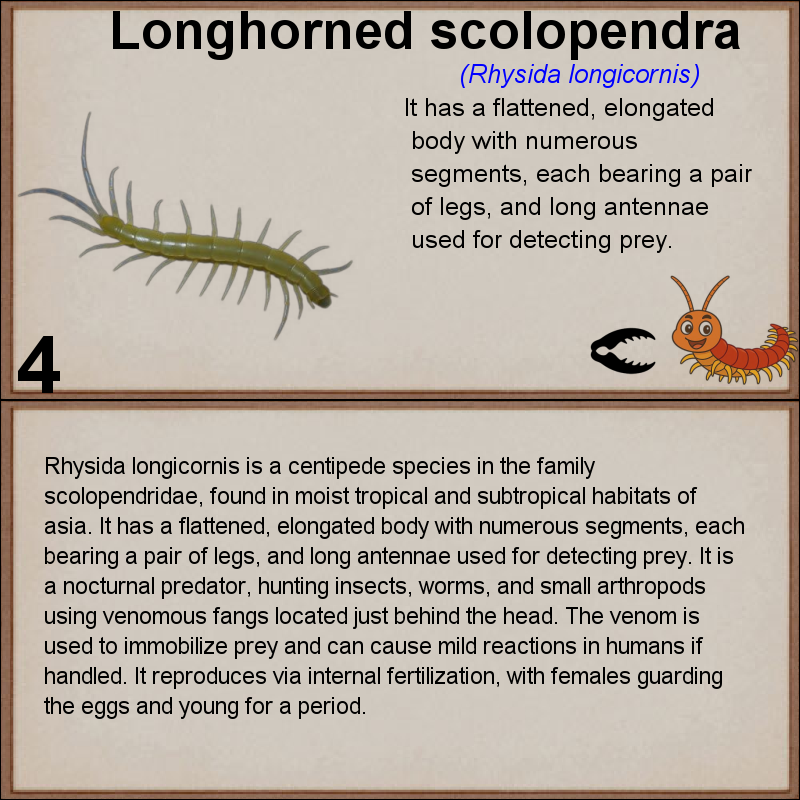 Longhorned scolopendra
(Rhysida longicornis)
It has a flattened, elongated
body with numerous
segments, each bearing a pair
of legs, and long antennae
used for detecting prey.
4
Rhysida longicornis is a centipede species in the family
scolopendridae, found in moist tropical and subtropical habitats of
asia. It has a flattened, elongated body with numerous segments, each
bearing a pair of legs, and long antennae used for detecting prey. It is
a nocturnal predator, hunting insects, worms, and small arthropods
using venomous fangs located just behind the head. The venom is
used to immobilize prey and can cause mild reactions in humans if
handled. It reproduces via internal fertilization, with females guarding
the eggs and young for a period.